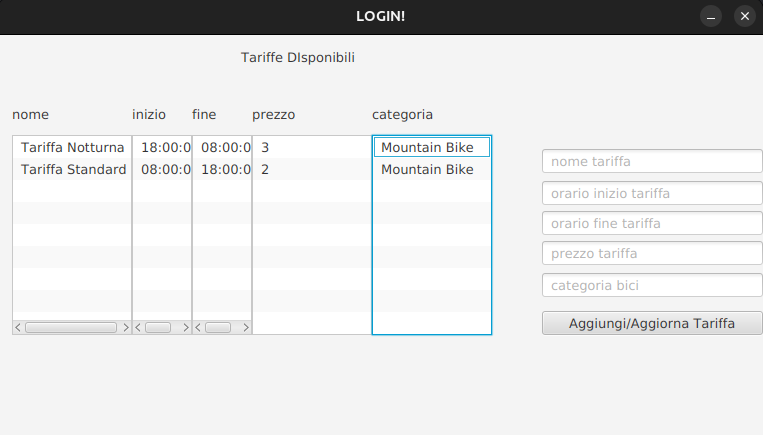 LOGIN!
Tariffe DIsponibili
nome inizio fine prezzo categoria
Tariffa Notturna 18:00:0 08:00:0 3 Mountain Bike
Tariffa Standard 08:00:0 18:00:0 2 Mountain Bike
nome tariffa
orario inizio tariffa
orario fine tariffa
prezzo tariffa
categoria bici
Aggiungi/Aggiorna Tariffa